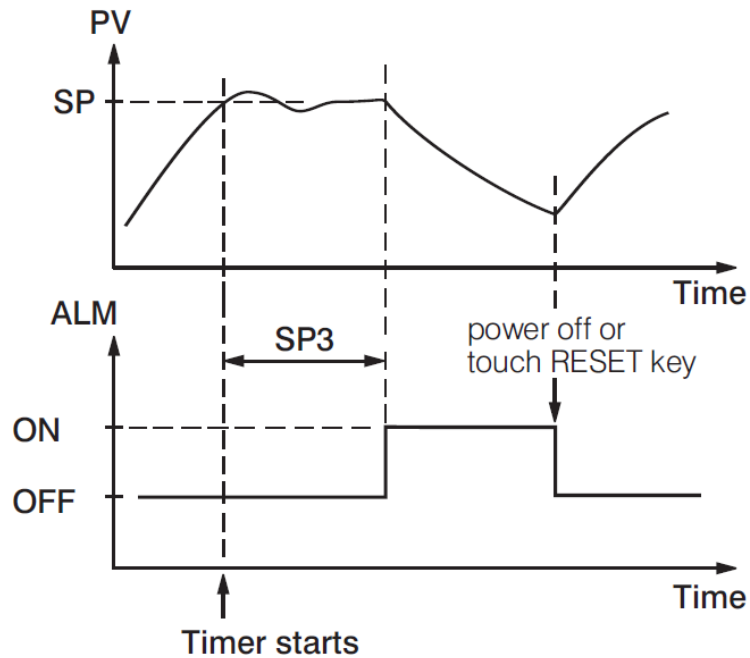 PV
SP
Time
ALM
SP3
power off or
touch RESET key
ON
OFF
Time
Timer starts